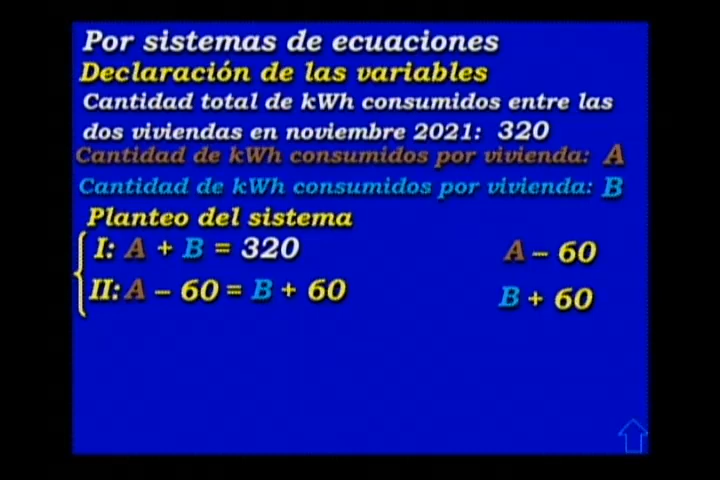 Por sistemas de ecuaciones
Declaración de las variables
Cantidad total de kWh consumidos entre las
dos viviendas en noviembre 2021: 320
Cantidad de kWh consumidos por vivienda: A
Cantidad de kWh consumidos por vivienda: B
Planteo del sistema
I: A + B = 320
A – 60
II: A – 60 = B + 60
B + 60